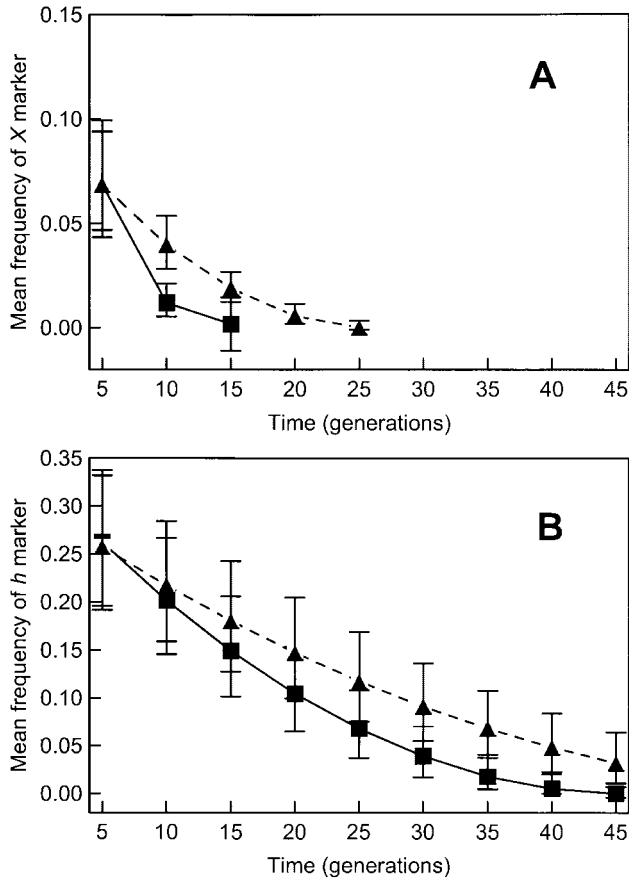 0.15
A
0.10
0.05
0.00
Mean frequency of X marker
5 10 15 20 25 30 35 40 45
Time (generations)
0.35
B
0.30
0.25
0.20
0.15
0.10
0.05
0.00
Mean frequency of h marker
5 10 15 20 25 30 35 40 45
Time (generations)